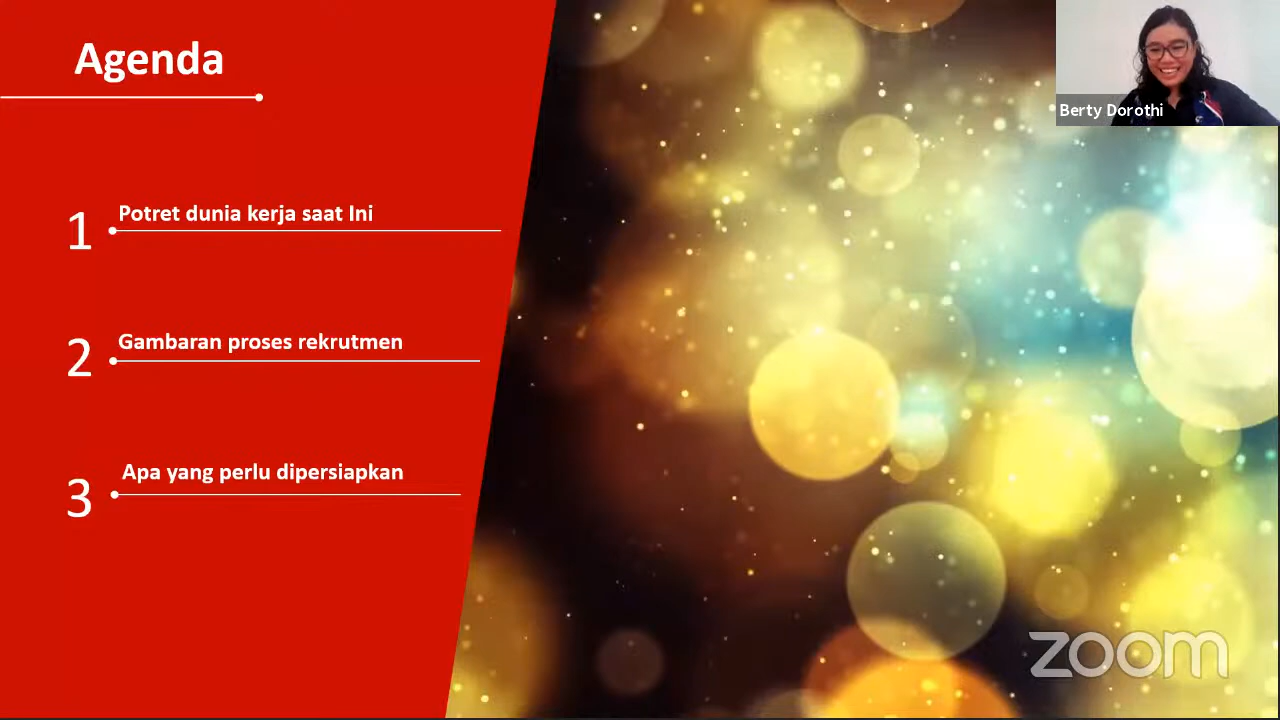 Agenda
Berty Dorothi
1
Potret dunia kerja saat Ini
2
Gambaran proses rekrutmen
3
Apa yang perlu dipersiapkan
zoom